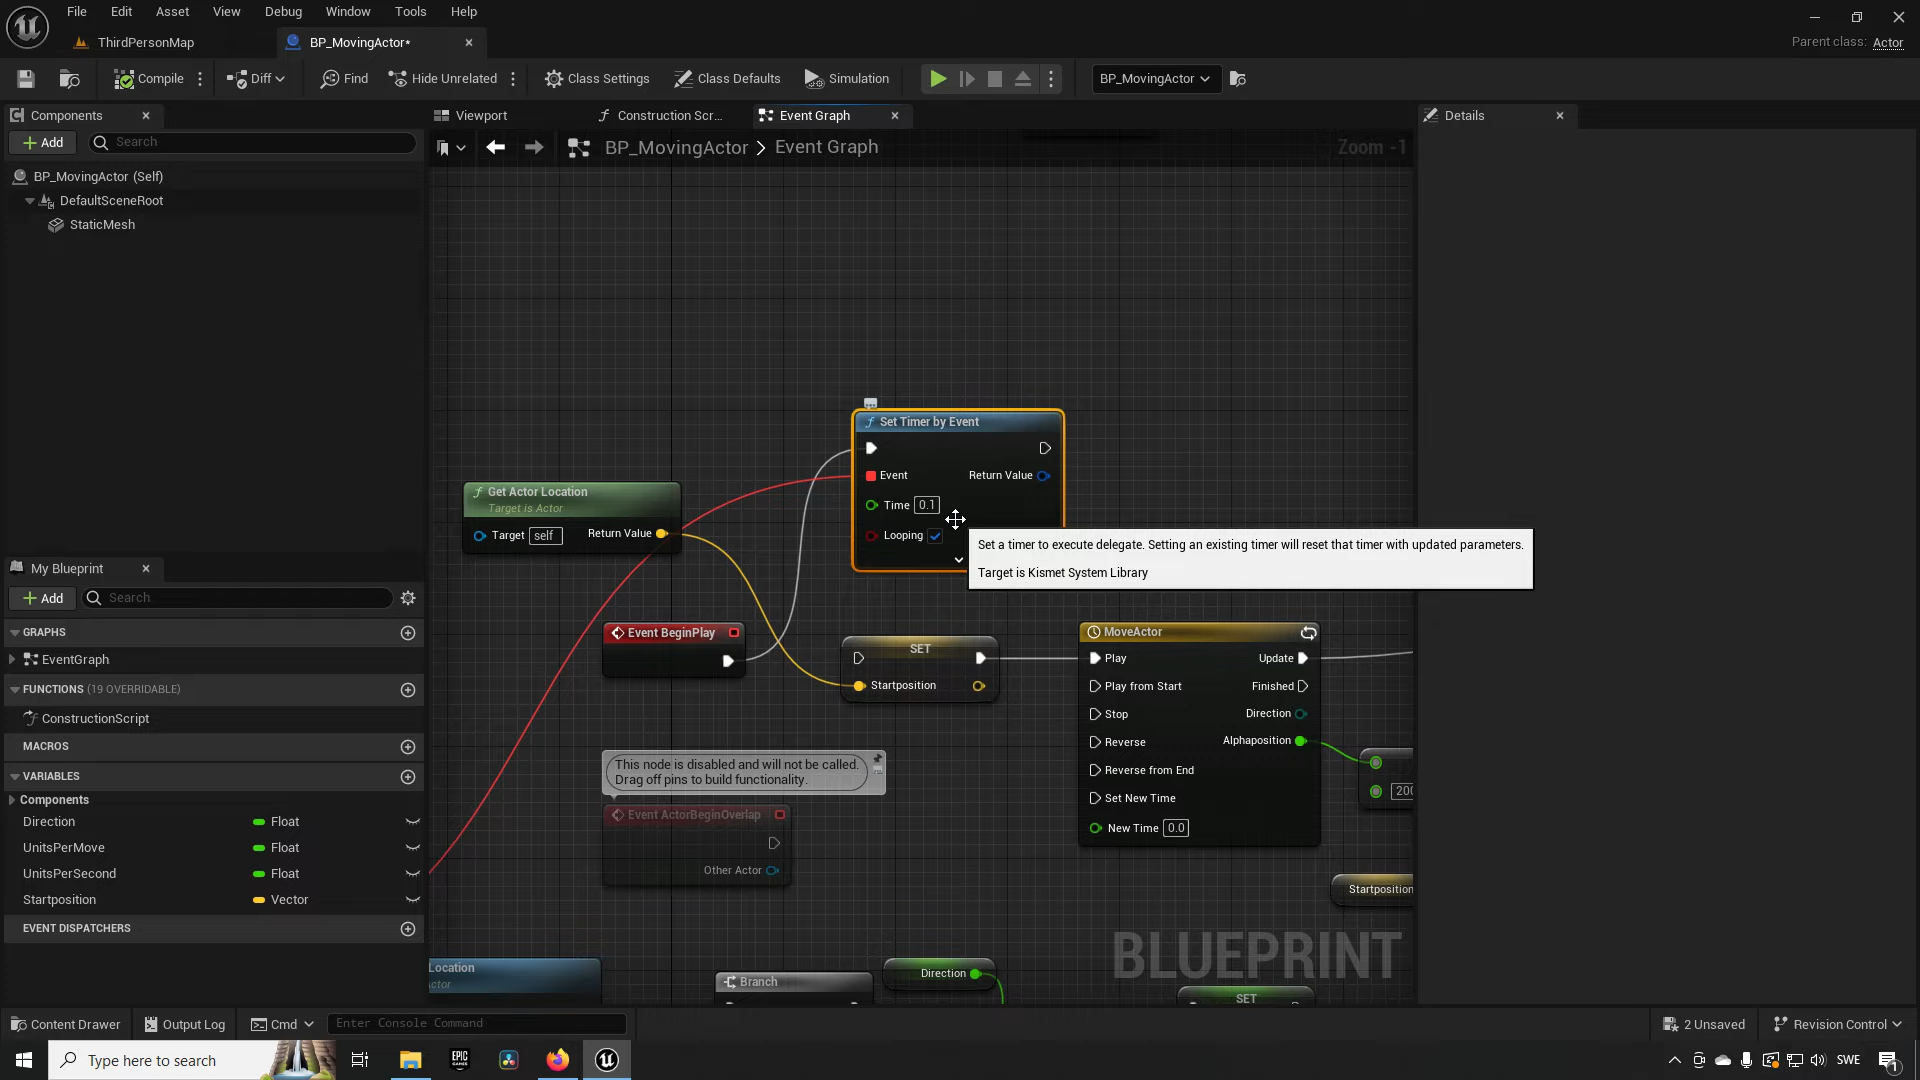 File Edit Asset View Debug Window Tools Help
ThirdPersonMap
BP_MovingActor*
Parent class: Actor
Compile
Diff
Find
Hide Unrelated
Class Settings
Class Defaults
Simulation
BP_MovingActor
Components
Viewport
Construction Scr...
Event Graph
Details
Add
Search
BP_MovingActor > Event Graph
Zoom -1
BP_MovingActor (Self)
DefaultSceneRoot
StaticMesh
Set Timer by Event
Event
Return Value
Time 0.1
Looping
Set a timer to execute delegate. Setting an existing timer will reset that timer with updated parameters.
Target is Kismet System Library
Get Actor Location
Target is Actor
Target self
Return Value
My Blueprint
Add
Search
GRAPHS
EventGraph
FUNCTIONS (19 OVERRIDABLE)
ConstructionScript
MACROS
VARIABLES
Components
Direction Float
UnitsPerMove Float
UnitsPerSecond Float
Startposition Vector
EVENT DISPATCHERS
Event BeginPlay
SET
Startposition
MoveActor
Play
Update
Play from Start
Finished
Stop
Direction
Reverse
Alphaposition
Reverse from End
Set New Time
New Time 0.0
200
This node is disabled and will not be called.
Drag off pins to build functionality.
Event ActorBeginOverlap
Other Actor
Startposition
BLUEPRINT
Location
ctor
Branch
Direction
SET
Content Drawer
Output Log
Cmd
Enter Console Command
2 Unsaved
Revision Control
Type here to search
EPIC
GAMES
SWE
1